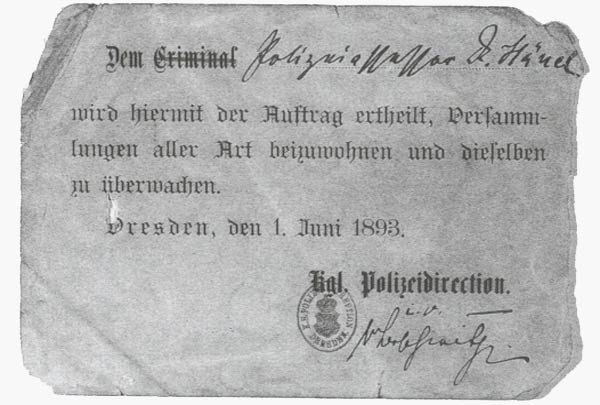 Dem Criminal Polizeiassessor
wird hiermit der Auftrag ertheilt, Versamm-
lungen aller Art beizuwohnen und dieselben
zu überwachen.
Dresden, den 1. Juni 1893.
Kgl. Polizeidirection.
i. V.
DRESDEN